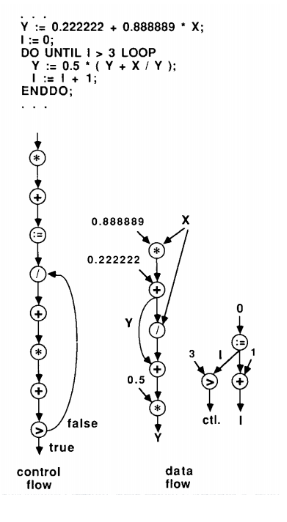 . . .
Y := 0.222222 + 0.888889 * X;
I := 0;
DO UNTIL I > 3 LOOP
Y := 0.5 * ( Y + X / Y );
I := I + 1;
ENDDO;
. . .
*
+
:=
/
+
*
+
>
false
true
control
flow
0.888889
X
*
0.222222
+
Y
/
+
0.5
*
Y
data
flow
0
:=
3
I
1
>
+
ctl.
I